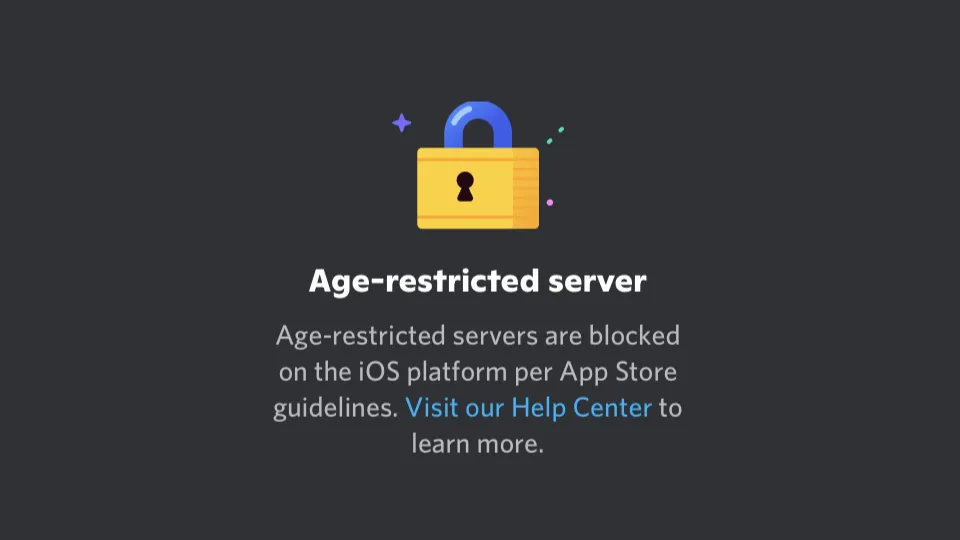 Age-restricted server
Age-restricted servers are blocked
on the iOS platform per App Store
guidelines. Visit our Help Center to
learn more.